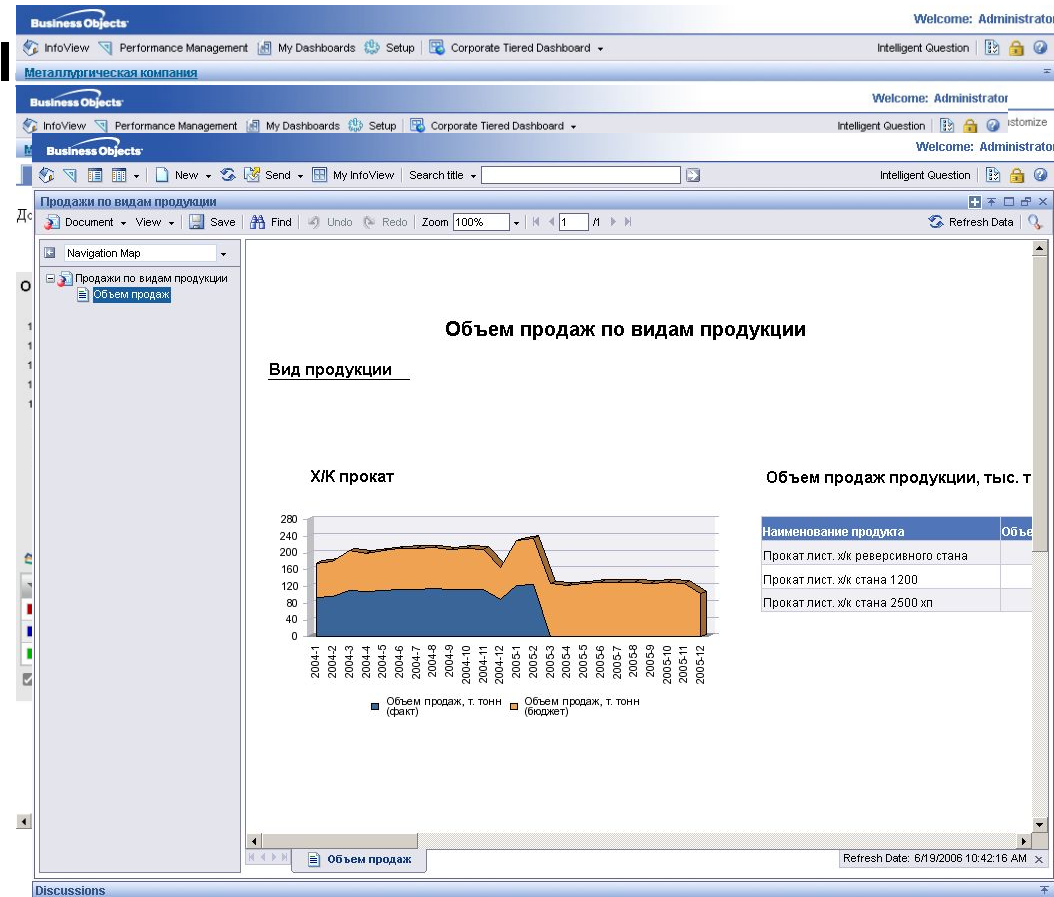 Business Objects
Welcome: Administrato
InfoView Performance Management My Dashboards Setup Corporate Tiered Dashboard Intelligent Question
Металлургическая компания
Business Objects
Welcome: Administrator
InfoView Performance Management My Dashboards Setup Corporate Tiered Dashboard Intelligent Question
Business Objects
Welcome: Administrato
New Send My InfoView Search title Intelligent Question
Продажи по видам продукции
Document View Save Find Undo Redo Zoom 100% 1 /1 Refresh Data
Navigation Map
Продажи по видам продукции
Объем продаж
Объем продаж по видам продукции
Вид продукции
Х/К прокат
Объем продаж продукции, тыс. т
280
240
200
160
120
80
40
0
2004-1
2004-2
2004-3
2004-4
2004-5
2004-6
2004-7
2004-8
2004-9
2004-10
2004-11
2004-12
2005-1
2005-2
2005-3
2005-4
2005-5
2005-6
2005-7
2005-8
2005-9
2005-10
2005-11
2005-12
Объем продаж, т. тонн
(факт)
Объем продаж, т. тонн
(бюджет)
Наименование продукта Объе
Прокат лист. х/к реверсивного стана
Прокат лист. х/к стана 1200
Прокат лист. х/к стана 2500 хп
Объем продаж
Refresh Date: 6/19/2006 10:42:16 AM
Discussions